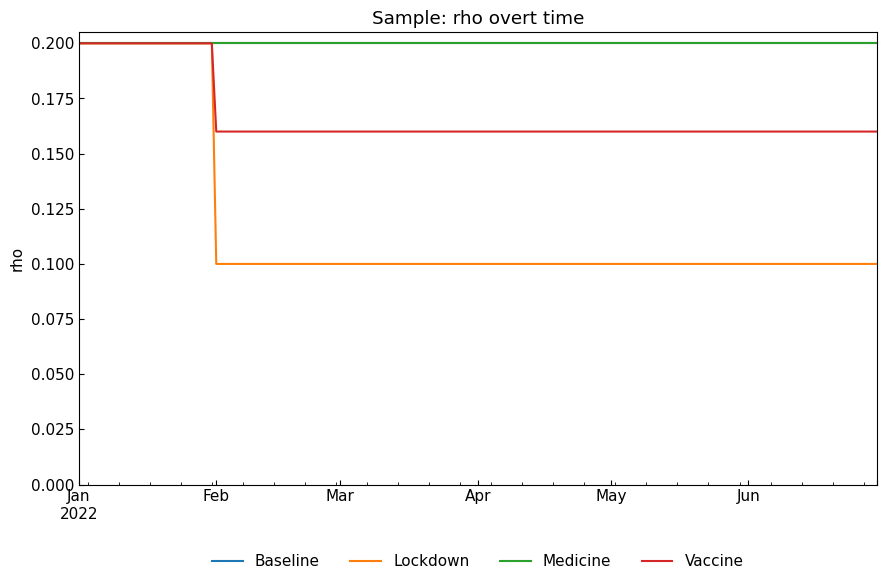 Sample: rho overt time
rho
0.200
0.175
0.150
0.125
0.100
0.075
0.050
0.025
0.000
Jan Feb Mar Apr May Jun
2022
Baseline Lockdown Medicine Vaccine